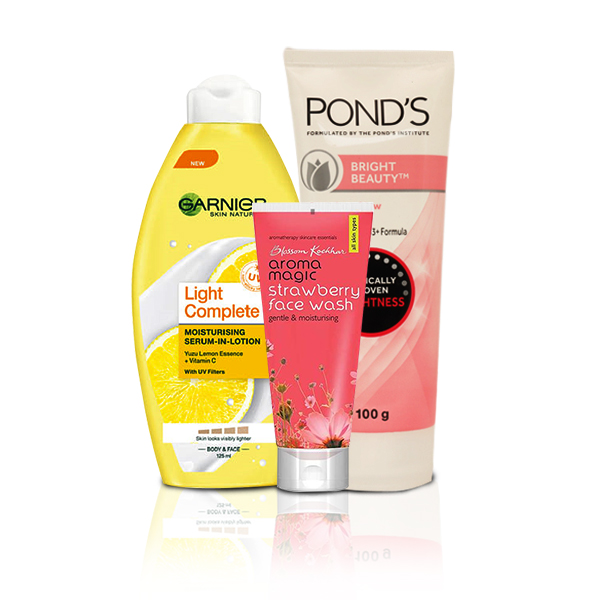 NEW
GARNIER
SKIN
UV
Light
Complete
MOISTURISING
SERUM-IN-LOTION
Yuzu Lemon Essence
+ Vitamin C
With UV Filters
Skin looks visibly lighter
BODY & FACE
125 ml
aromatherapy skincare essentials
all skin types
Blossom Kochhar
aroma
magic
strawberry
face wash
gentle & moisturising
POND'S
FORMULATED BY THE POND'S INSTITUTE
BRIGHT
BEAUTY™
3+ Formula
100 g